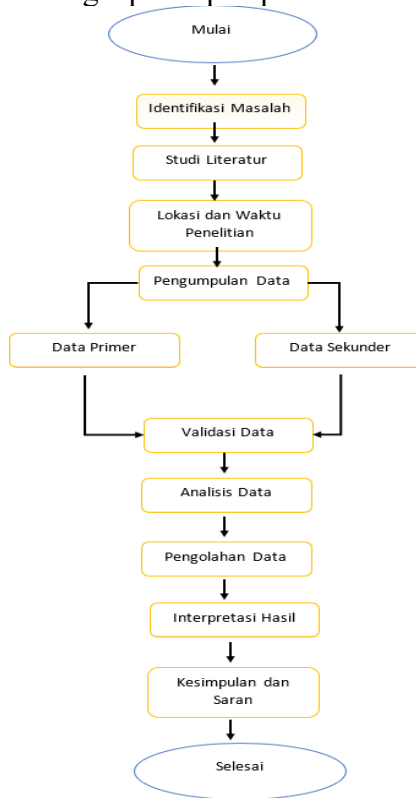 Mulai
Identifikasi Masalah
Studi Literatur
Lokasi dan Waktu
Penelitian
Pengumpulan Data
Data Primer
Data Sekunder
Validasi Data
Analisis Data
Pengolahan Data
Interpretasi Hasil
Kesimpulan dan
Saran
Selesai